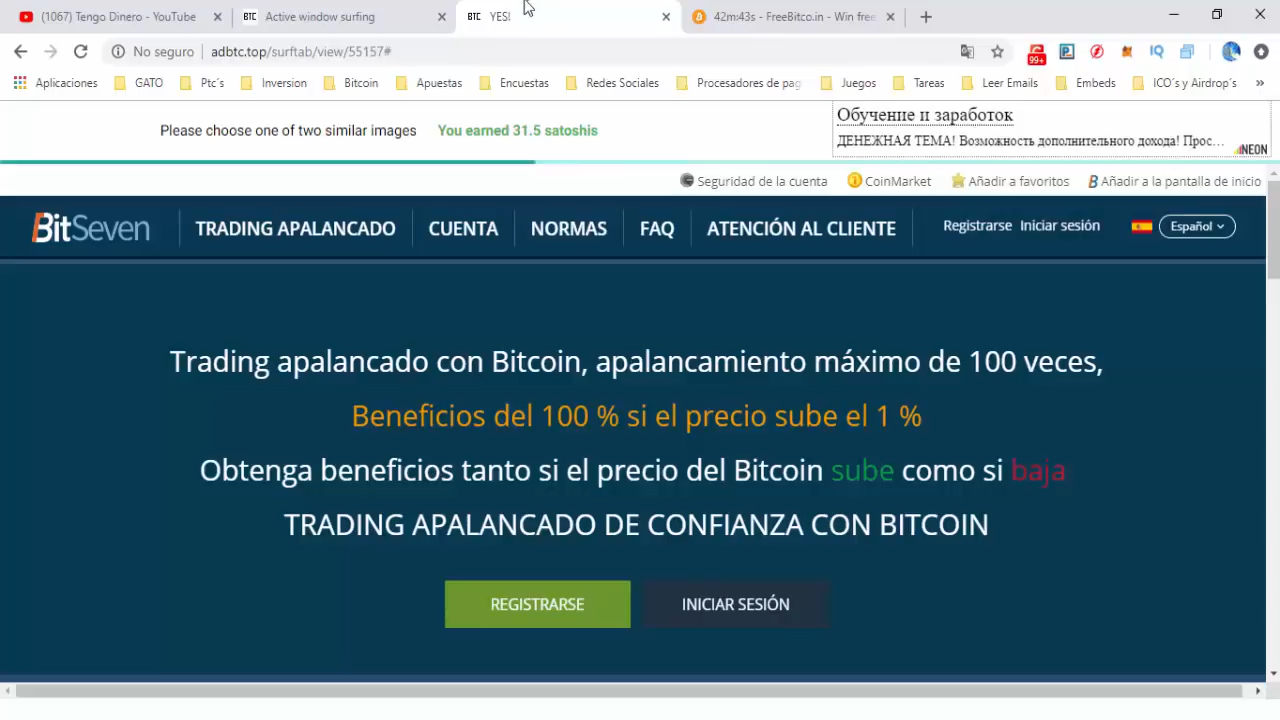 (1067) Tengo Dinero - YouTube
BTC Active window surfing
BTC YES!
42m:43s - FreeBitco.in - Win free
No seguro
adbtc.top/surftab/view/55157#
99+
Aplicaciones
GATO
Ptc´s
Inversion
Bitcoin
Apuestas
Encuestas
Redes Sociales
Procesadores de pag
Juegos
Tareas
Leer Emails
Embeds
ICO´s y Airdrop´s
Please choose one of two similar images
You earned 31.5 satoshis
Обучение и заработок
ДЕНЕЖНАЯ ТЕМА! Возможность дополнительного дохода! Прос...
NEON
Seguridad de la cuenta
CoinMarket
Añadir a favoritos
Añadir a la pantalla de inicio
BitSeven
TRADING APALANCADO
CUENTA
NORMAS
FAQ
ATENCIÓN AL CLIENTE
Registrarse
Iniciar sesión
Español
Trading apalancado con Bitcoin, apalancamiento máximo de 100 veces,
Beneficios del 100 % si el precio sube el 1 %
Obtenga beneficios tanto si el precio del Bitcoin sube como si baja
TRADING APALANCADO DE CONFIANZA CON BITCOIN
REGISTRARSE
INICIAR SESIÓN